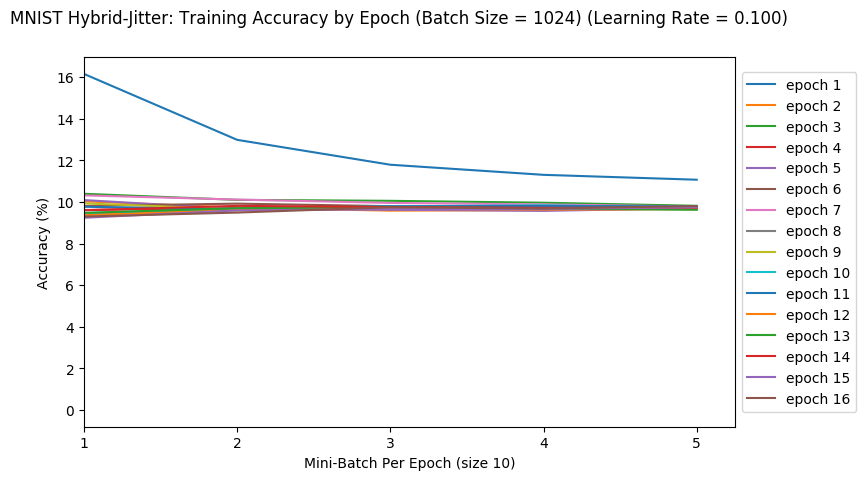 MNIST Hybrid-Jitter: Training Accuracy by Epoch (Batch Size = 1024) (Learning Rate = 0.100)
16
14
12
10
8
6
4
2
0
Accuracy (%)
1
2
3
4
5
Mini-Batch Per Epoch (size 10)
epoch 1
epoch 2
epoch 3
epoch 4
epoch 5
epoch 6
epoch 7
epoch 8
epoch 9
epoch 10
epoch 11
epoch 12
epoch 13
epoch 14
epoch 15
epoch 16